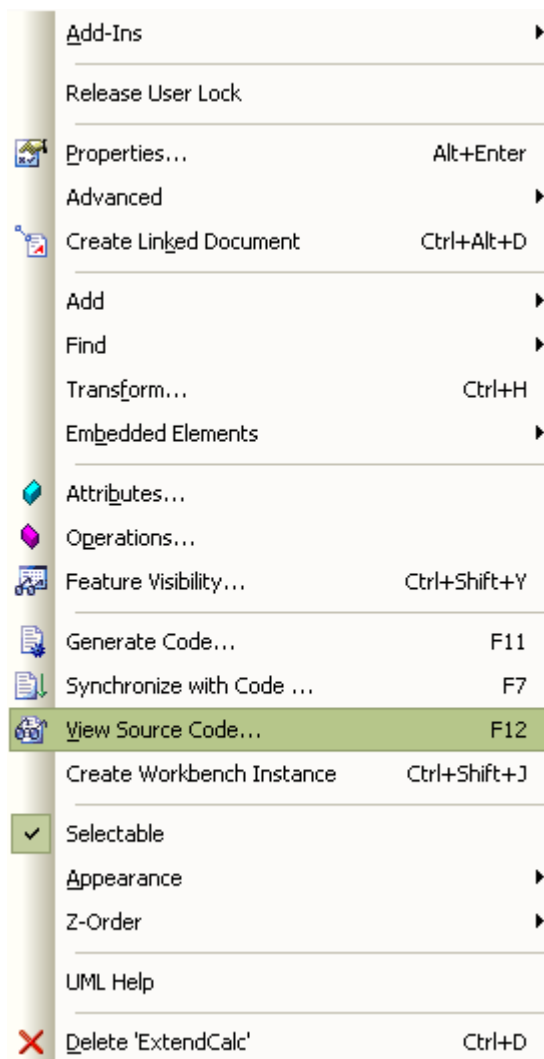 Add-Ins
Release User Lock
Properties... Alt+Enter
Advanced
Create Linked Document Ctrl+Alt+D
Add
Find
Transform... Ctrl+H
Embedded Elements
Attributes...
Operations...
Feature Visibility... Ctrl+Shift+Y
Generate Code... F11
Synchronize with Code ... F7
View Source Code... F12
Create Workbench Instance Ctrl+Shift+J
Selectable
Appearance
Z-Order
UML Help
Delete 'ExtendCalc' Ctrl+D